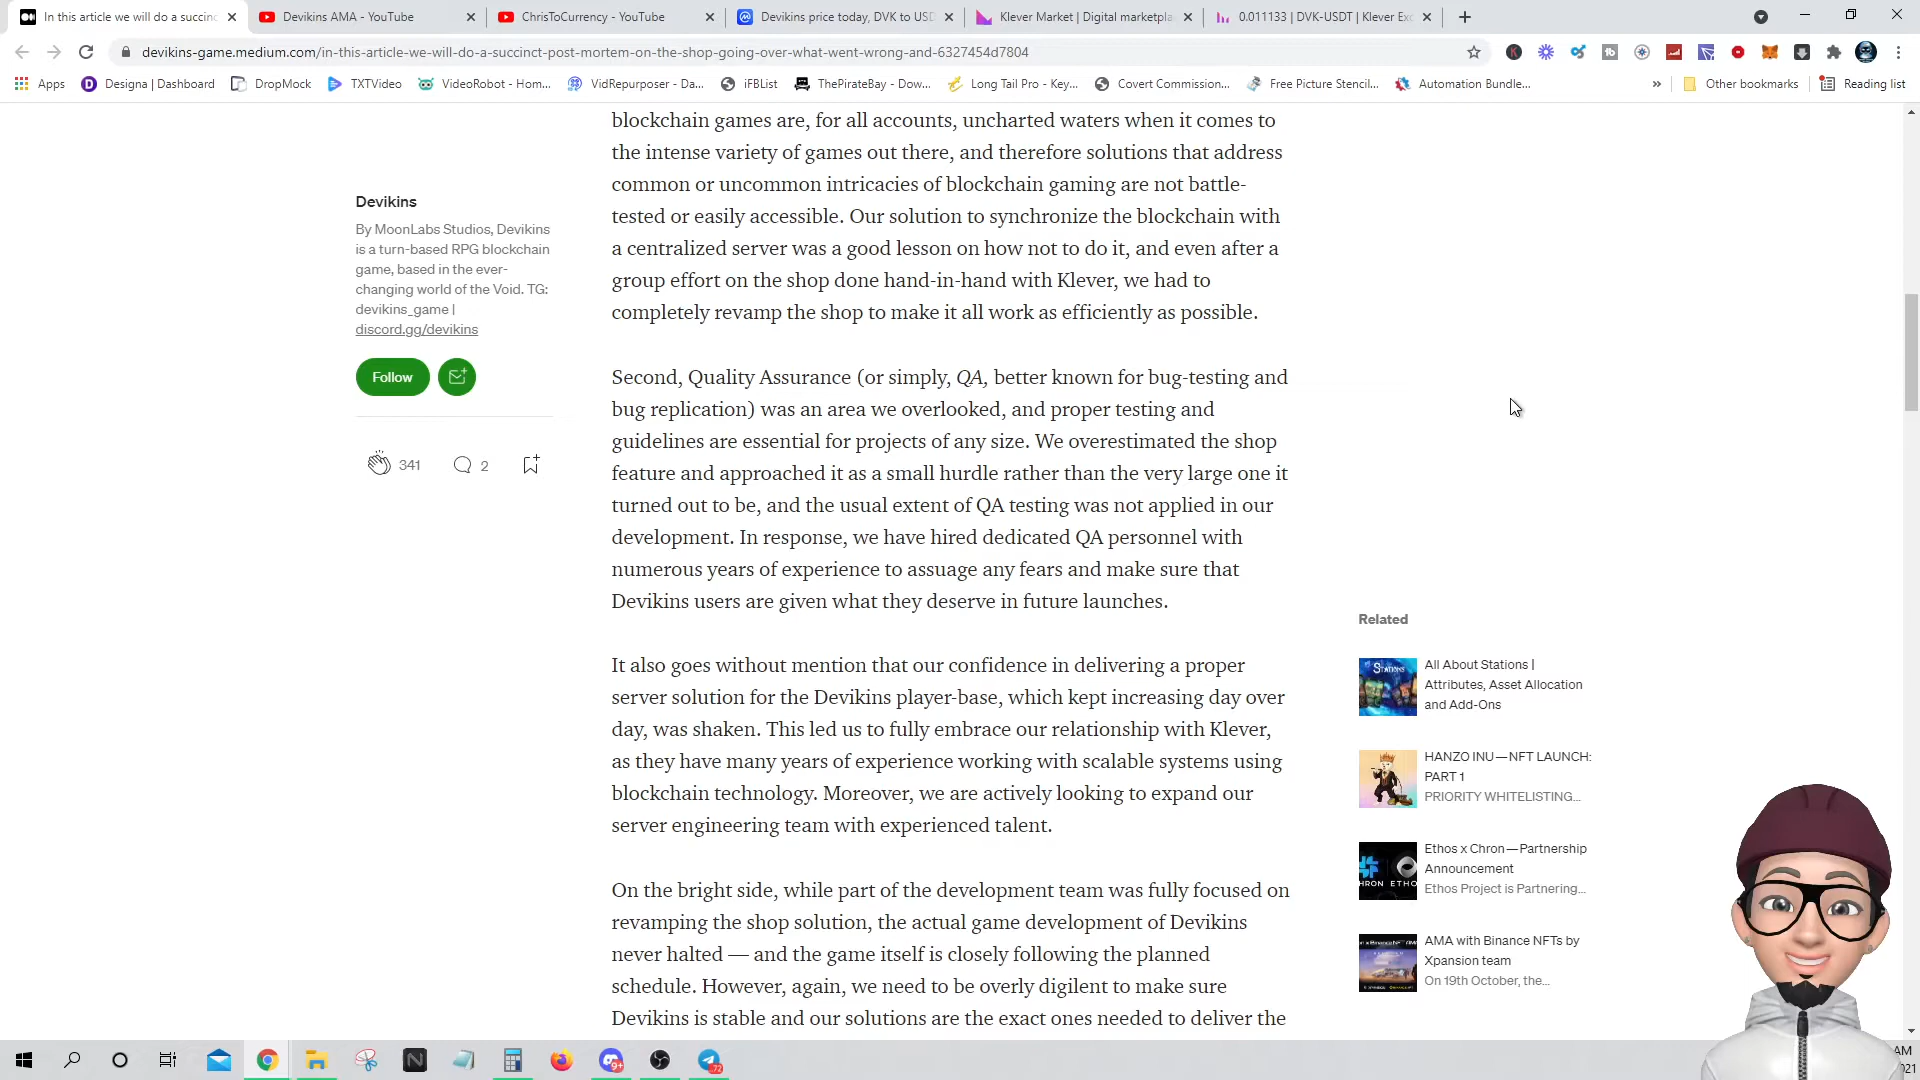 In this article we will do a succinc
Devikins AMA - YouTube
ChrisToCurrency - YouTube
Devikins price today, DVK to USD
Klever Market | Digital marketpla
0.011133 | DVK-USDT | Klever Exc
devikins-game.medium.com/in-this-article-we-will-do-a-succinct-post-mortem-on-the-shop-going-over-what-went-wrong-and-6327454d7804
Apps
Designa | Dashboard
DropMock
TXTVideo
VideoRobot - Hom...
VidRepurposer - Da...
iFBList
ThePirateBay - Dow...
Long Tail Pro - Key...
Covert Commission...
Free Picture Stencil...
Automation Bundle...
»
Other bookmarks
Reading list
Devikins
By MoonLabs Studios, Devikins
is a turn-based RPG blockchain
game, based in the ever-
changing world of the Void. TG:
devikins_game |
discord.gg/devikins
Follow
341
2
blockchain games are, for all accounts, uncharted waters when it comes to
the intense variety of games out there, and therefore solutions that address
common or uncommon intricacies of blockchain gaming are not battle-
tested or easily accessible. Our solution to synchronize the blockchain with
a centralized server was a good lesson on how not to do it, and even after a
group effort on the shop done hand-in-hand with Klever, we had to
completely revamp the shop to make it all work as efficiently as possible.
Second, Quality Assurance (or simply, QA, better known for bug-testing and
bug replication) was an area we overlooked, and proper testing and
guidelines are essential for projects of any size. We overestimated the shop
feature and approached it as a small hurdle rather than the very large one it
turned out to be, and the usual extent of QA testing was not applied in our
development. In response, we have hired dedicated QA personnel with
numerous years of experience to assuage any fears and make sure that
Devikins users are given what they deserve in future launches.
It also goes without mention that our confidence in delivering a proper
server solution for the Devikins player-base, which kept increasing day over
day, was shaken. This led us to fully embrace our relationship with Klever,
as they have many years of experience working with scalable systems using
blockchain technology. Moreover, we are actively looking to expand our
server engineering team with experienced talent.
On the bright side, while part of the development team was fully focused on
revamping the shop solution, the actual game development of Devikins
never halted — and the game itself is closely following the planned
schedule. However, again, we need to be overly diligent to make sure
Devikins is stable and our solutions are the exact ones needed to deliver the
Related
STATIONS
All About Stations |
Attributes, Asset Allocation
and Add-Ons
HANZO INU—NFT LAUNCH:
PART 1
PRIORITY WHITELISTING...
HRON ETHO
Ethos x Chron—Partnership
Announcement
Ethos Project is Partnering...
AMA with Binance NFTs by
Xpansion team
On 19th October, the...
9+
72
AM
021